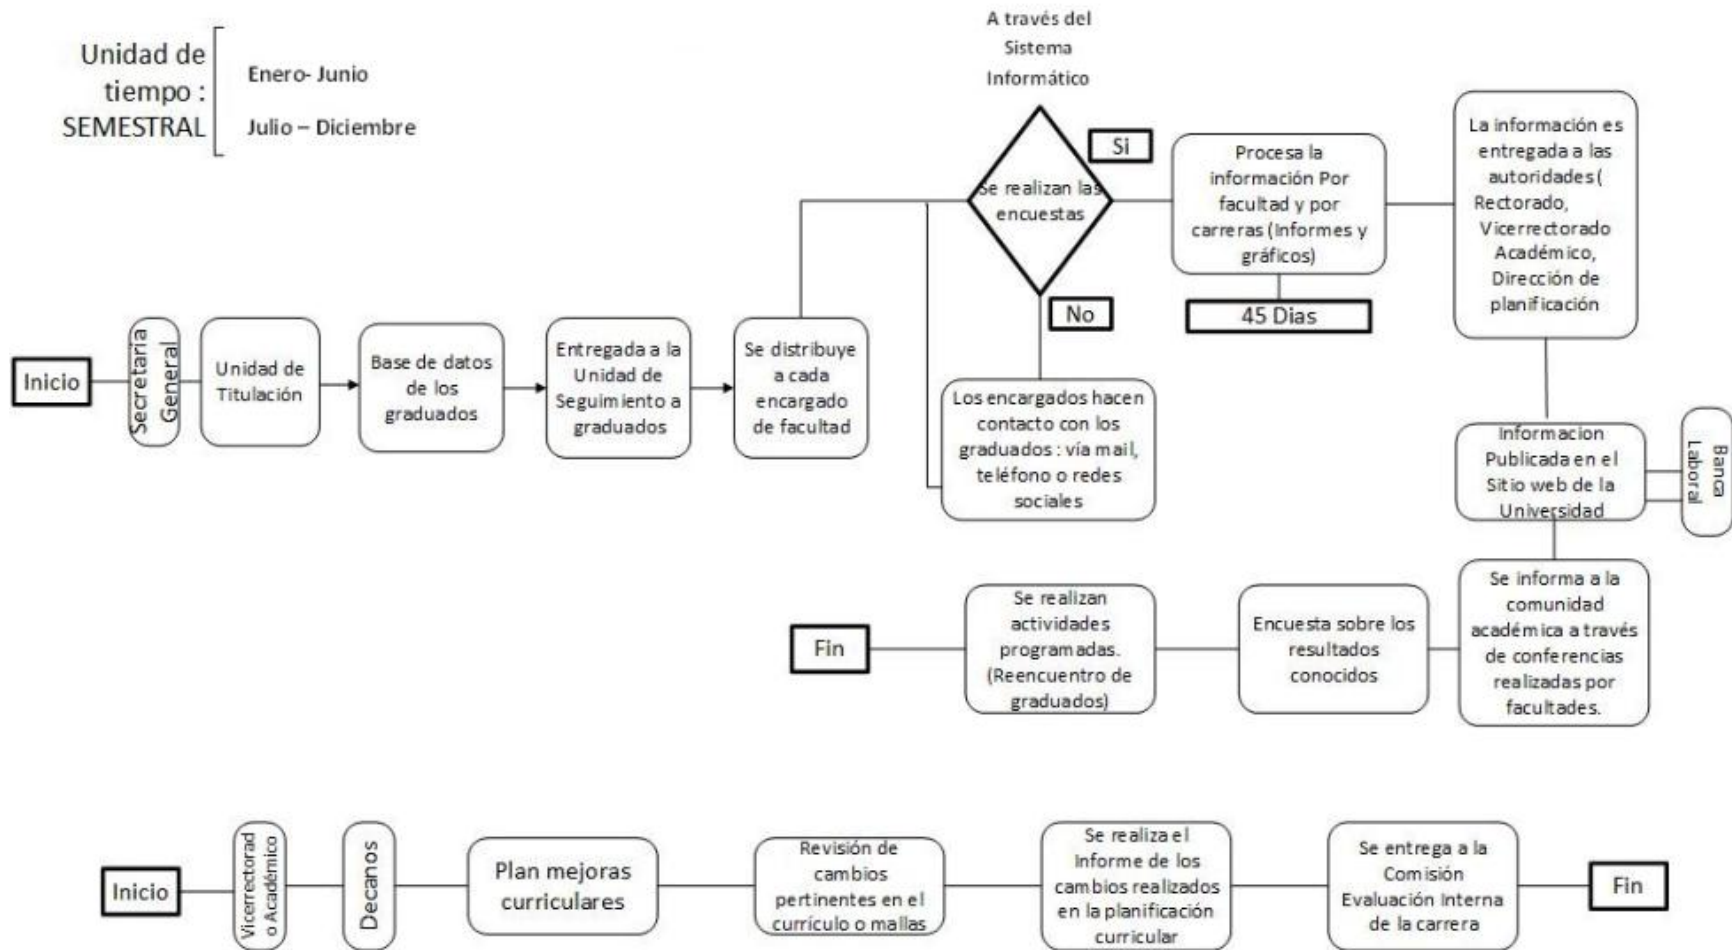 Unidad de
tiempo :
SEMESTRAL
Enero- Junio
Julio – Diciembre
A través del
Sistema
Informático
Se realizan las
encuestas
Si
No
Procesa la
información Por
facultad y por
carreras (Informes y
gráficos)
45 Dias
La información es
entregada a las
autoridades (
Rectorado,
Vicerrectorado
Académico,
Dirección de
planificación
Inicio
Secretaria
General
Unidad de
Titulación
Base de datos
de los
graduados
Entregada a la
Unidad de
Seguimiento a
graduados
Se distribuye
a cada
encargado
de facultad
Los encargados hacen
contacto con los
graduados : vía mail,
teléfono o redes
sociales
Informacion
Publicada en el
Sitio web de la
Universidad
Banca
Laboral
Se informa a la
comunidad
académica a través
de conferencias
realizadas por
facultades.
Encuesta sobre los
resultados
conocidos
Se realizan
actividades
programadas.
(Reencuentro de
graduados)
Fin
Inicio
Vicerrectorad
o Académico
Decanos
Plan mejoras
curriculares
Revisión de
cambios
pertinentes en el
currículo o mallas
Se realiza el
Informe de los
cambios realizados
en la planificación
curricular
Se entrega a la
Comisión
Evaluación Interna
de la carrera
Fin